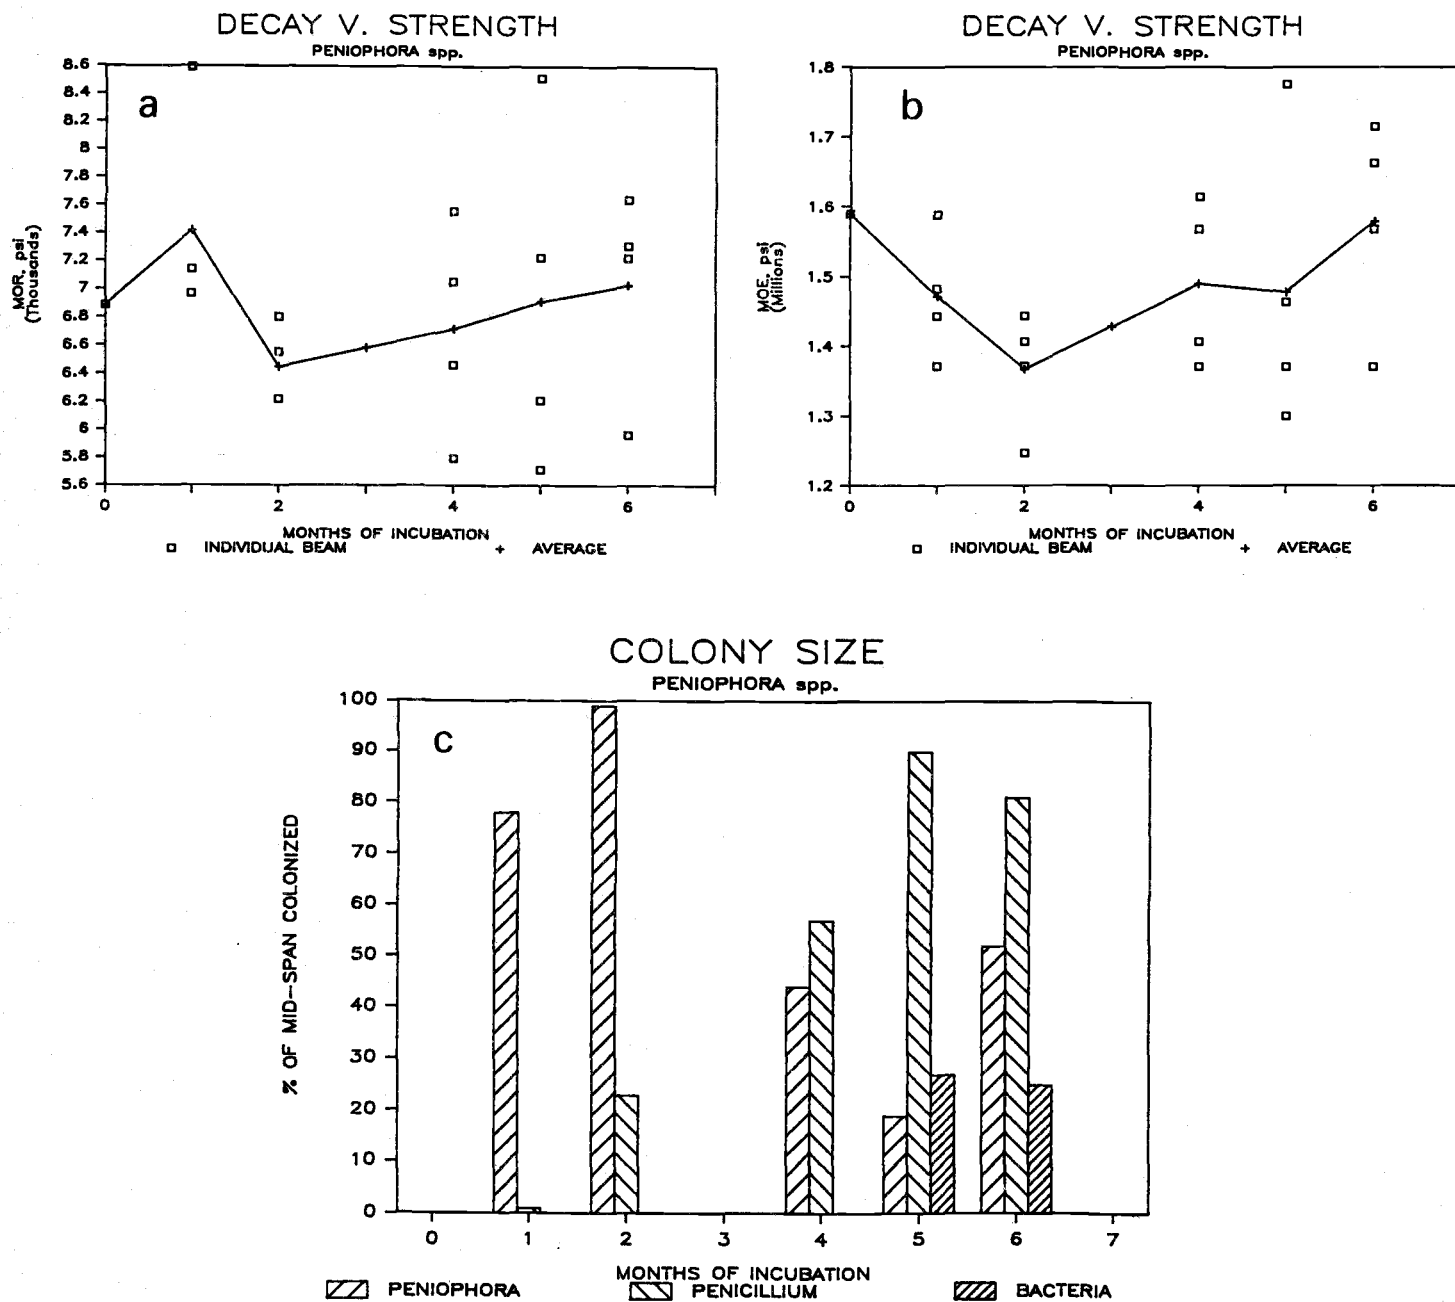 DECAY V. STRENGTH
PENIOPHORA spp.
a
8.6
8.4
8.2
8
7.8
7.6
7.4
7.2
7
6.8
6.6
6.4
6.2
6
5.8
5.6
MOR, psi
(Thousands)
0
2
4
6
MONTHS OF INCUBATION
INDIVIDUAL BEAM
AVERAGE
DECAY V. STRENGTH
PENIOPHORA spp.
b
1.8
1.7
1.6
1.5
1.4
1.3
1.2
MOE, psi
(Millions)
0
2
4
6
MONTHS OF INCUBATION
INDIVIDUAL BEAM
AVERAGE
COLONY SIZE
PENIOPHORA spp.
c
100
90
80
70
60
50
40
30
20
10
0
% OF MID-SPAN COLONIZED
0
1
2
3
4
5
6
7
MONTHS OF INCUBATION
PENIOPHORA
PENICILLIUM
BACTERIA